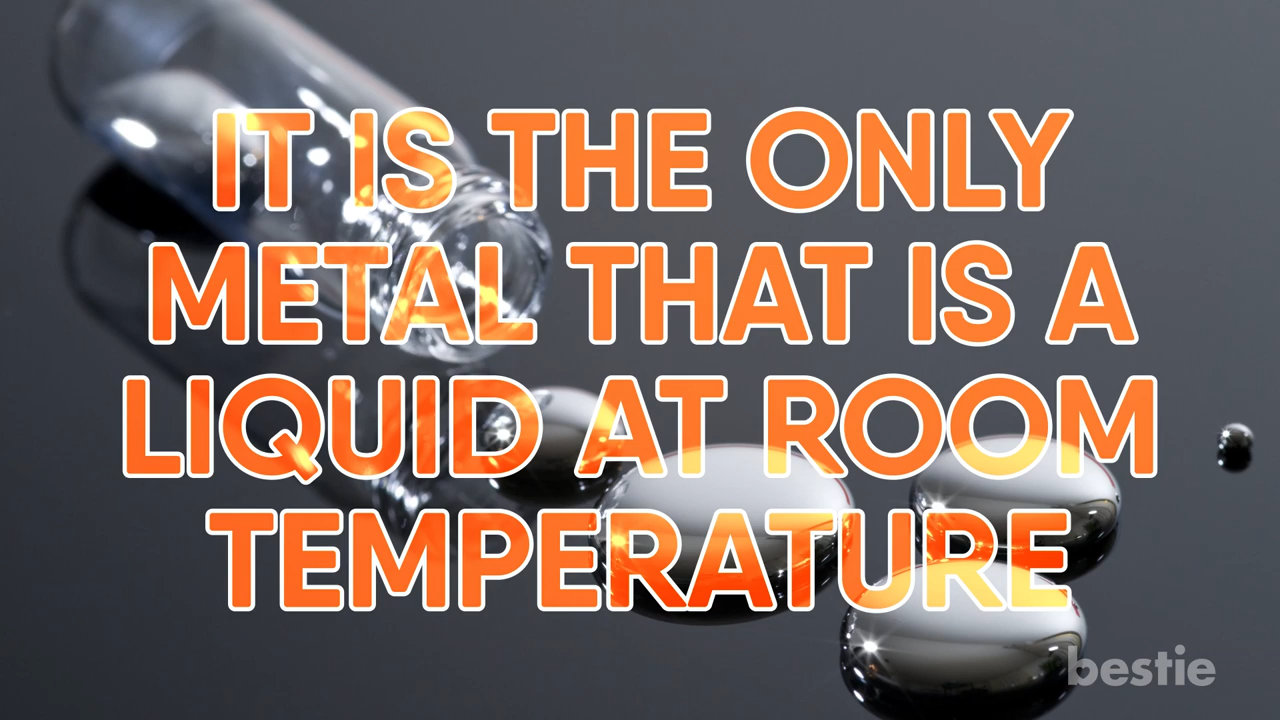 IT IS THE ONLY
METAL THAT IS A
LIQUID AT ROOM
TEMPERATURE
bestie